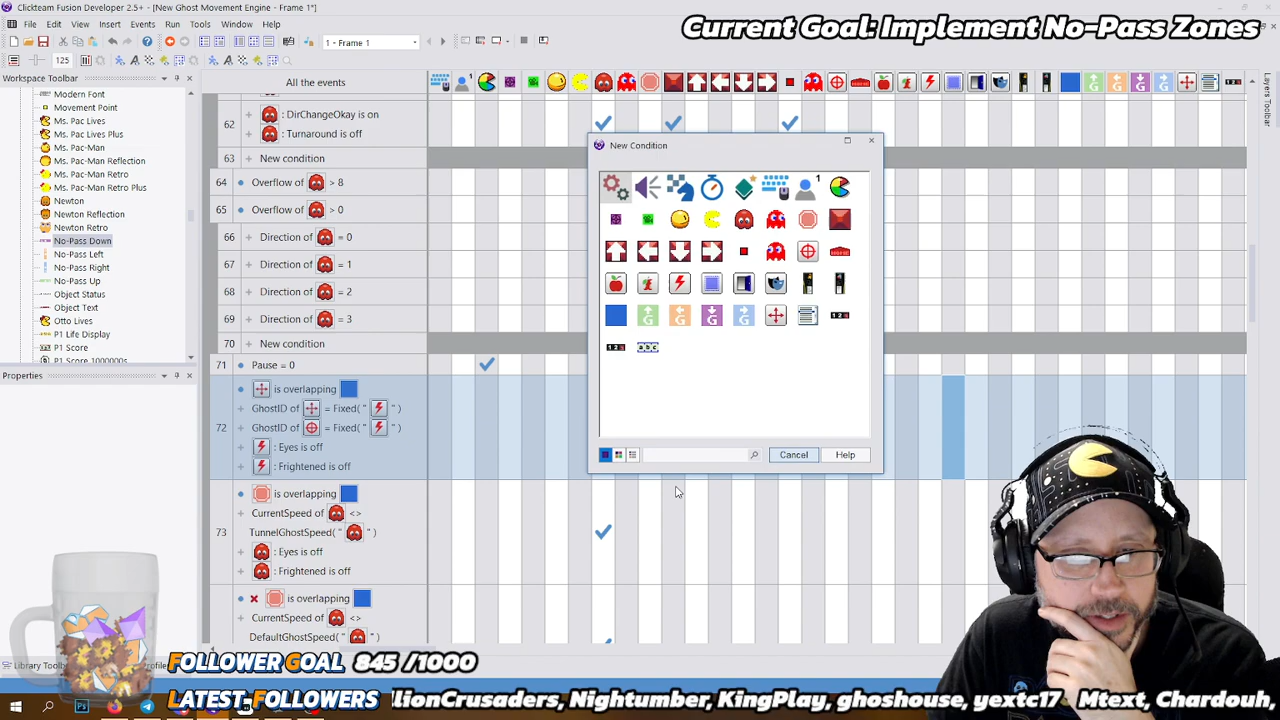 Clickteam Fusion Developer 2.5+ - [New Ghost Movement Engine - Frame 1*]
Current Goal: Implement No-Pass Zones
File Edit View Insert Events Run Tools Window Help
1 - Frame 1
125
Workspace Toolbar
All the events
Modern Font
Movement Point
Ms. Pac Lives
Ms. Pac Lives Plus
Ms. Pac-Man
Ms. Pac-Man Reflection
Ms. Pac-Man Retro
Ms. Pac-Man Retro Plus
Newton
Newton Reflection
Newton Retro
No-Pass Down
No-Pass Left
No-Pass Right
No-Pass Up
Object Status
Object Text
Otto Lives
P1 Life Display
P1 Score
P1 Score 1000000s
Properties
62
: DirChangeOkay is on
: Turnaround is off
63 New condition
64 Overflow of > 8
65 Overflow of > 0
66 Direction of = 0
67 Direction of = 1
68 Direction of = 2
69 Direction of = 3
70 New condition
71 Pause = 0
72
is overlapping
GhostID of = Fixed( " " )
GhostID of = Fixed( " " )
: Eyes is off
: Frightened is off
73
is overlapping
CurrentSpeed of <>
TunnelGhostSpeed( " " )
: Eyes is off
: Frightened is off
is overlapping
CurrentSpeed of <>
DefaultGhostSpeed( " " )
New Condition
Cancel Help
Layers Toolbar
Library Toolbar
Follower Goal 845 /1000
Latest Followers llionCrusaders, Nightumber, KingPlay, ghoshouse, yextc17 Mtext, Chardouh,